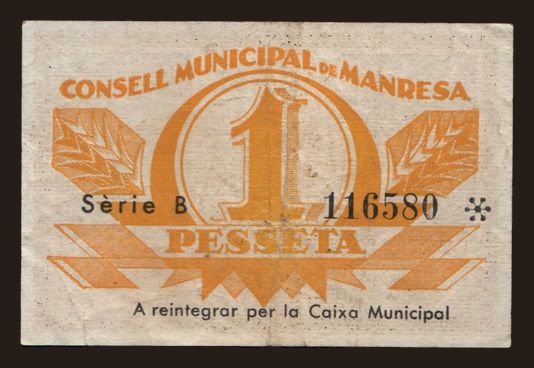 CONSELL MUNICIPAL DE MANRESA
1
Sèrie B 116580
PESSETA
A reintegrar per la Caixa Municipal